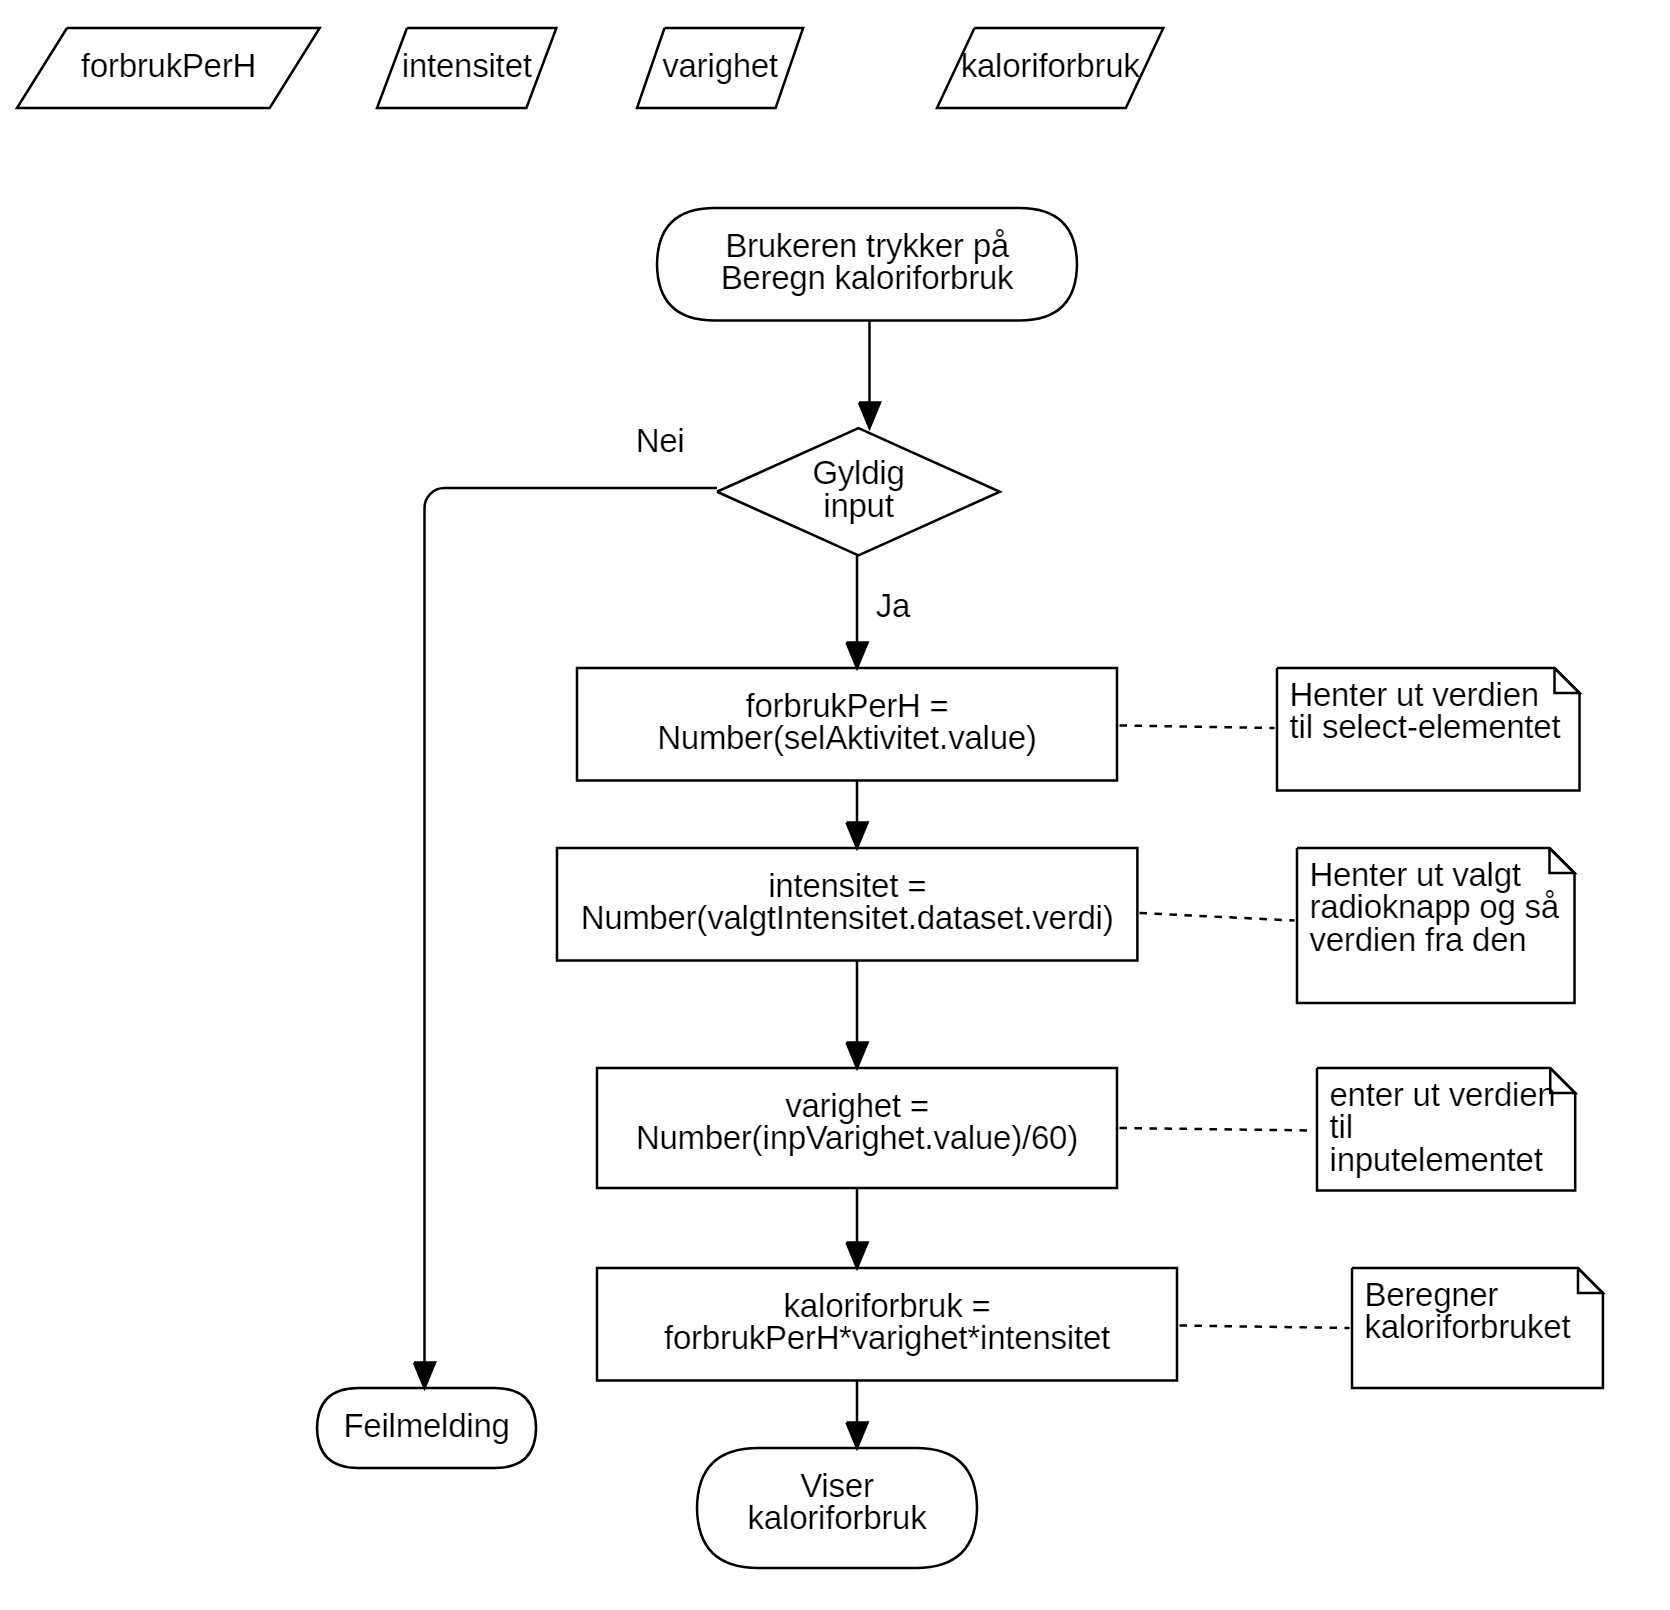 forbrukPerH
intensitet
varighet
kaloriforbruk
Brukeren trykker på
Beregn kaloriforbruk
Nei
Gyldig
input
Ja
forbrukPerH =
Number(selAktivitet.value)
Henter ut verdien
til select-elementet
intensitet =
Number(valgtIntensitet.dataset.verdi)
Henter ut valgt
radioknapp og så
verdien fra den
varighet =
Number(inpVarighet.value)/60)
enter ut verdien
til
inputelementet
kaloriforbruk =
forbrukPerH*varighet*intensitet
Beregner
kaloriforbruket
Feilmelding
Viser
kaloriforbruk